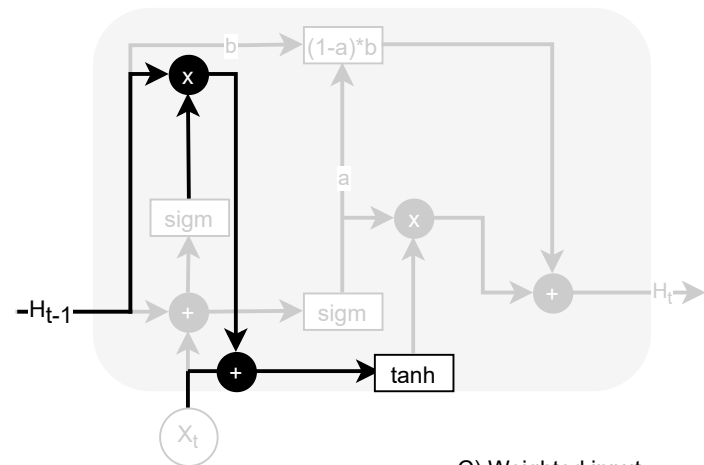 b
(1-a)*b
x
a
sigm
x
H_t-1
+
sigm
+
H_t
+
tanh
X_t